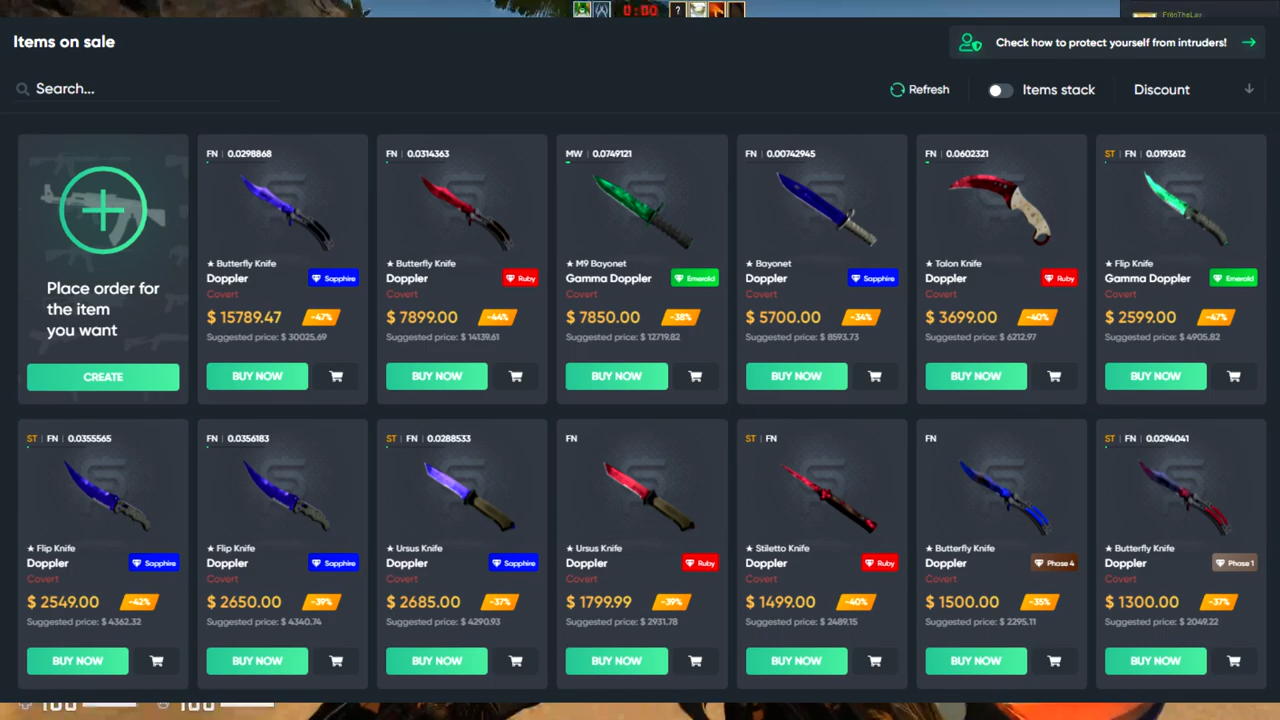 0:00
?
FrönTheLay
Items on sale
Check how to protect yourself from intruders!
Search...
Refresh
Items stack
Discount
Place order for
the item
you want
CREATE
FN | 0.0298868
★ Butterfly Knife
Doppler
Sapphire
Covert
$ 15789.47
-47%
Suggested price: $ 30025.69
BUY NOW
FN | 0.0314363
★ Butterfly Knife
Doppler
Ruby
Covert
$ 7899.00
-44%
Suggested price: $ 14139.61
BUY NOW
MW | 0.0749121
★ M9 Bayonet
Gamma Doppler
Emerald
Covert
$ 7850.00
-38%
Suggested price: $ 12719.82
BUY NOW
FN | 0.00742945
★ Bayonet
Doppler
Sapphire
Covert
$ 5700.00
-34%
Suggested price: $ 8593.73
BUY NOW
FN | 0.0602321
★ Talon Knife
Doppler
Ruby
Covert
$ 3699.00
-40%
Suggested price: $ 6212.97
BUY NOW
ST | FN | 0.0193612
★ Flip Knife
Gamma Doppler
Emerald
Covert
$ 2599.00
-47%
Suggested price: $ 4905.82
BUY NOW
ST | FN | 0.0355565
★ Flip Knife
Doppler
Sapphire
Covert
$ 2549.00
-42%
Suggested price: $ 4362.32
BUY NOW
FN | 0.0356183
★ Flip Knife
Doppler
Sapphire
Covert
$ 2650.00
-39%
Suggested price: $ 4340.74
BUY NOW
ST | FN | 0.0288533
★ Ursus Knife
Doppler
Sapphire
Covert
$ 2685.00
-37%
Suggested price: $ 4290.93
BUY NOW
FN
★ Ursus Knife
Doppler
Ruby
Covert
$ 1799.99
-39%
Suggested price: $ 2931.78
BUY NOW
ST | FN
★ Stiletto Knife
Doppler
Ruby
Covert
$ 1499.00
-40%
Suggested price: $ 2489.15
BUY NOW
FN
★ Butterfly Knife
Doppler
Phase 4
Covert
$ 1500.00
-35%
Suggested price: $ 2295.11
BUY NOW
ST | FN | 0.0294041
★ Butterfly Knife
Doppler
Phase 1
Covert
$ 1300.00
-37%
Suggested price: $ 2049.22
BUY NOW
100
100